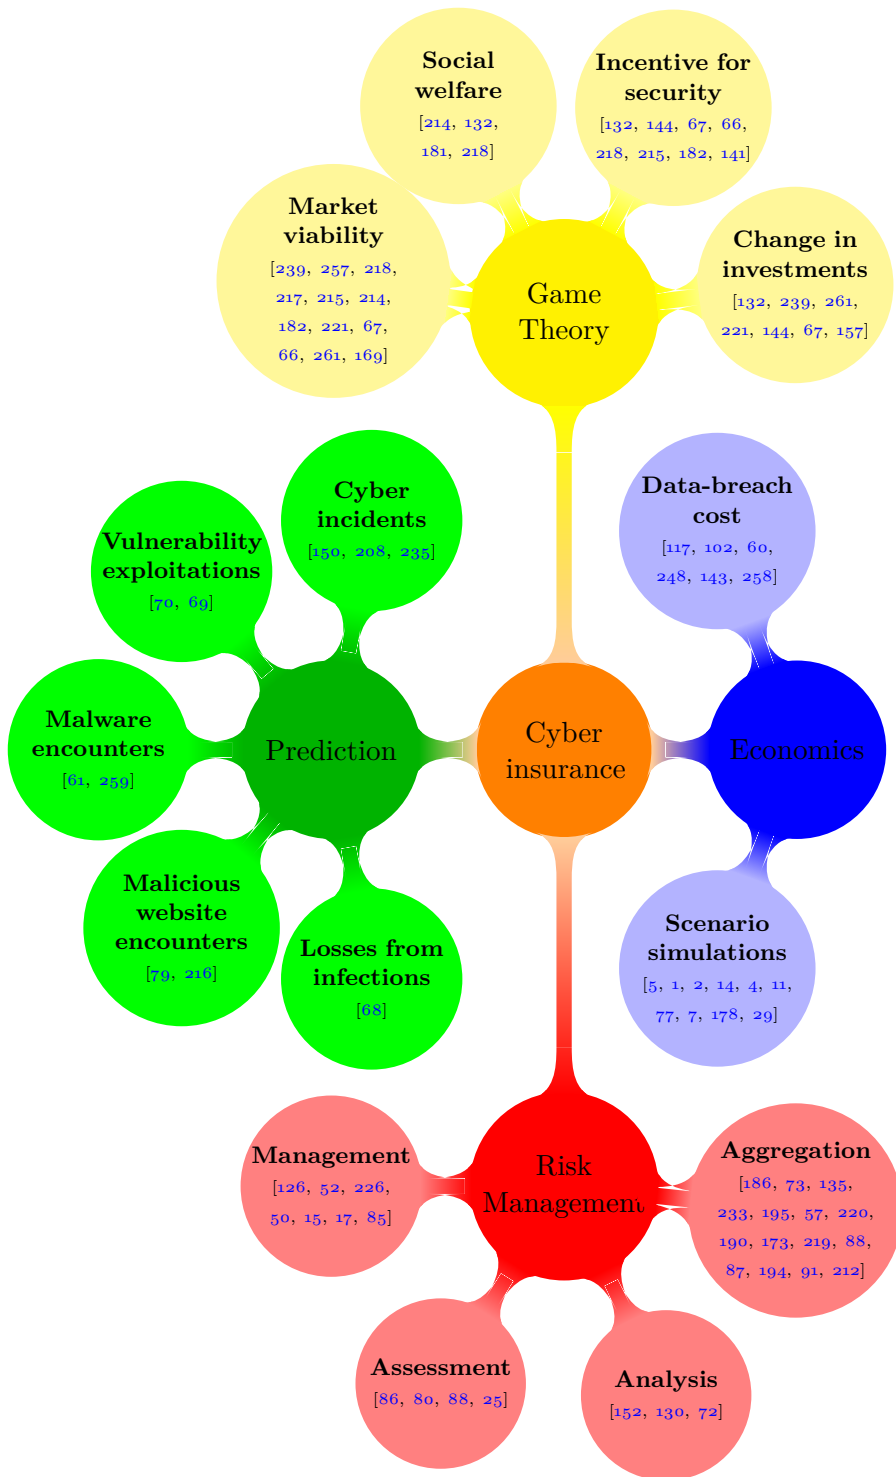 Social
welfare
[214, 132,
181, 218]
Incentive for
security
[132, 144, 67, 66,
218, 215, 182, 141]
Market
viability
[239, 257, 218,
217, 215, 214,
182, 221, 67,
66, 261, 169]
Game
Theory
Change in
investments
[132, 239, 261,
221, 144, 67, 157]
Cyber
incidents
[150, 208, 235]
Data-breach
cost
[117, 102, 60,
248, 143, 258]
Vulnerability
exploitations
[70, 69]
Malware
encounters
[61, 259]
Prediction
Cyber
insurance
Economics
Malicious
website
encounters
[79, 216]
Losses from
infections
[68]
Scenario
simulations
[5, 1, 2, 14, 4, 11,
77, 7, 178, 29]
Management
[126, 52, 226,
50, 15, 17, 85]
Risk
Management
Aggregation
[186, 73, 135,
233, 195, 57, 220,
190, 173, 219, 88,
87, 194, 91, 212]
Assessment
[86, 80, 88, 25]
Analysis
[152, 130, 72]